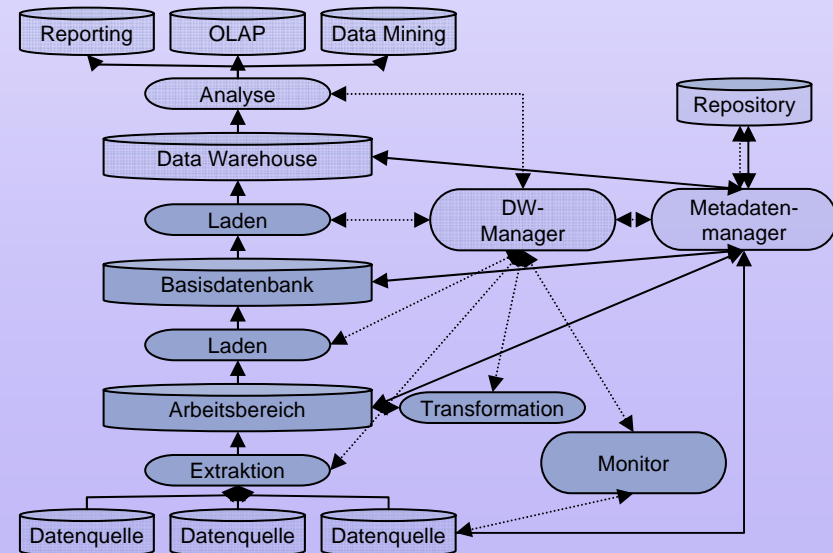 Reporting
OLAP
Data Mining
Analyse
Repository
Data Warehouse
Laden
DW-
Manager
Metadaten-
manager
Basisdatenbank
Laden
Arbeitsbereich
Transformation
Extraktion
Monitor
Datenquelle
Datenquelle
Datenquelle